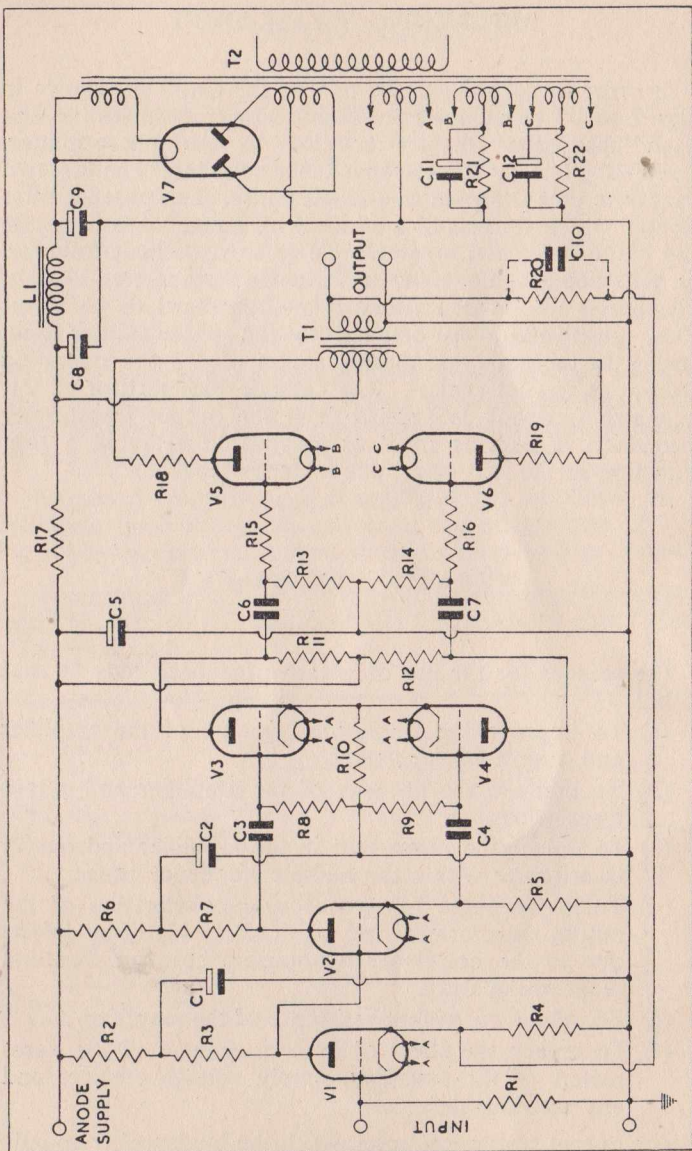 T2
A
A
B
B
C
C
C11
R21
C12
R22
V7
C9
L1
C8
OUTPUT
T1
R20
C10
R17
R18
V5
B
B
C
C
V6
R19
R15
R16
R13
R14
C5
C6
C7
R11
R12
V3
A
A
A
A
V4
R10
R8
R9
C2
C3
C4
R6
R7
V2
A
A
R5
C1
R2
R3
V1
A
A
R4
R1
ANODE
SUPPLY
INPUT